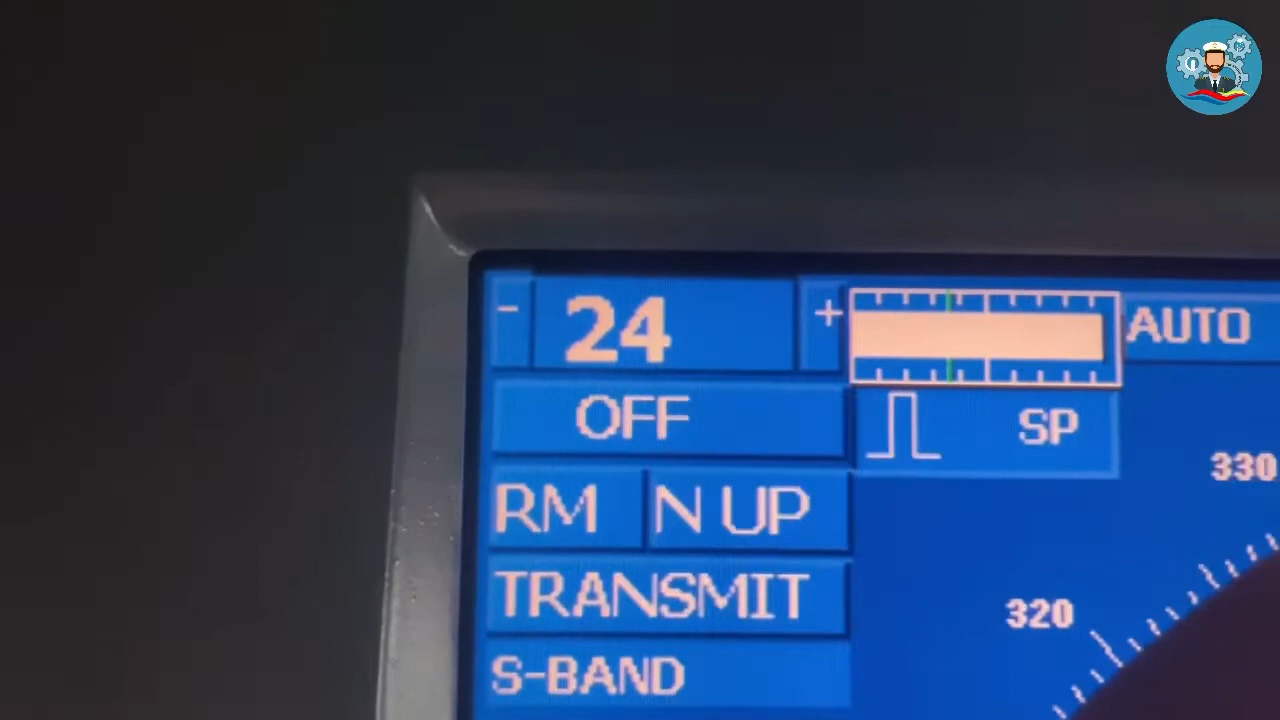 - 24 + AUTO
OFF SP
330
RM N UP
TRANSMIT
320
S-BAND